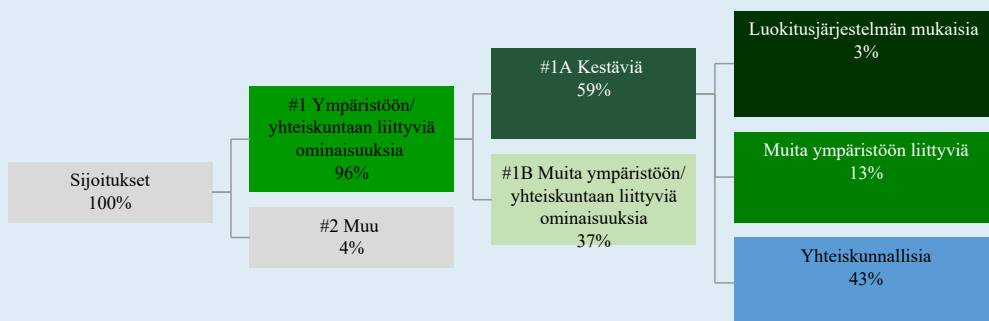 Sijoitukset
100%
#1 Ympäristöön/
yhteiskuntaan liittyviä
ominaisuuksia
96%
#2 Muu
4%
#1A Kestäviä
59%
#1B Muita ympäristöön/
yhteiskuntaan liittyviä
ominaisuuksia
37%
Luokitusjärjestelmän mukaisia
3%
Muita ympäristöön liittyviä
13%
Yhteiskunnallisia
43%